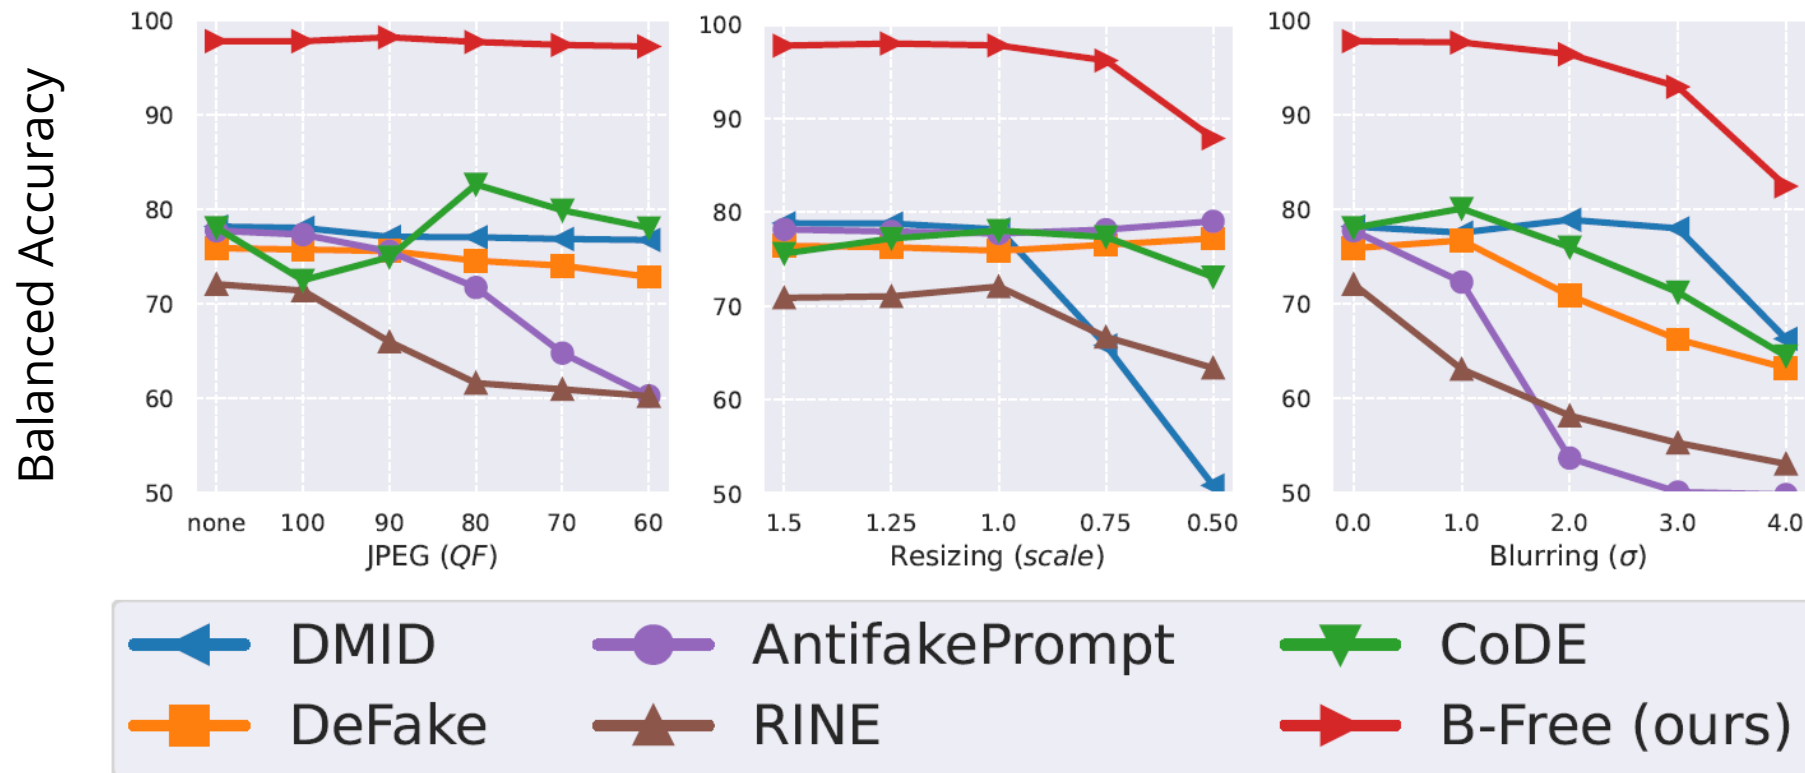 Balanced Accuracy
100
90
80
70
60
50
none 100 90 80 70 60
JPEG (QF)
100
90
80
70
60
50
1.5 1.25 1.0 0.75 0.50
Resizing (scale)
100
90
80
70
60
50
0.0 1.0 2.0 3.0 4.0
Blurring (σ)
DMID AntifakePrompt CoDE
DeFake RINE B-Free (ours)